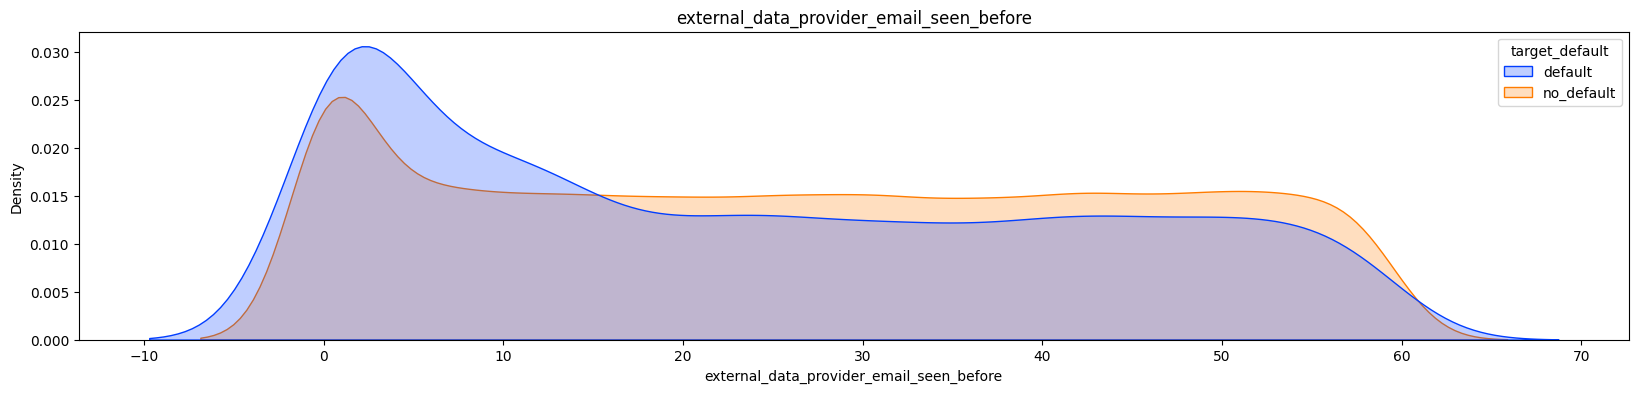 external_data_provider_email_seen_before
target_default
default
no_default
Density
0.030
0.025
0.020
0.015
0.010
0.005
0.000
−10 0 10 20 30 40 50 60 70
external_data_provider_email_seen_before